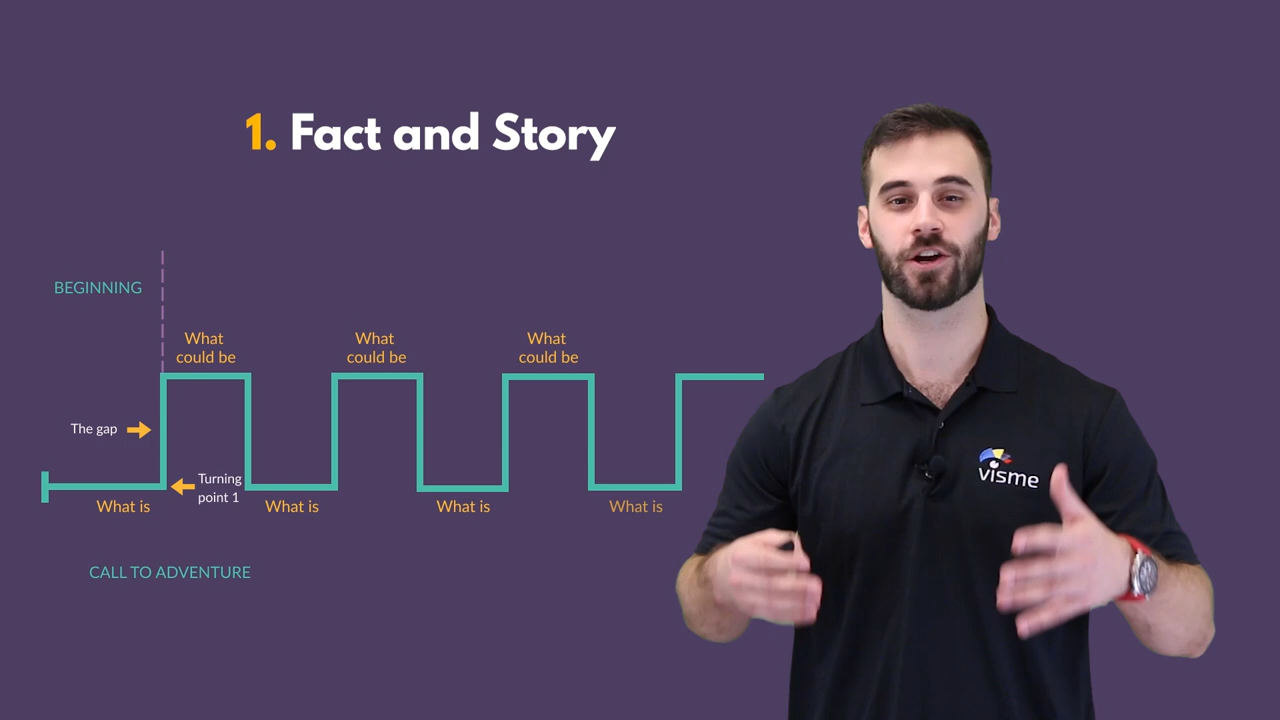 1. Fact and Story
BEGINNING
What
could be
What
could be
What
could be
The gap
Turning
point 1
What is
What is
What is
What is
CALL TO ADVENTURE
visme